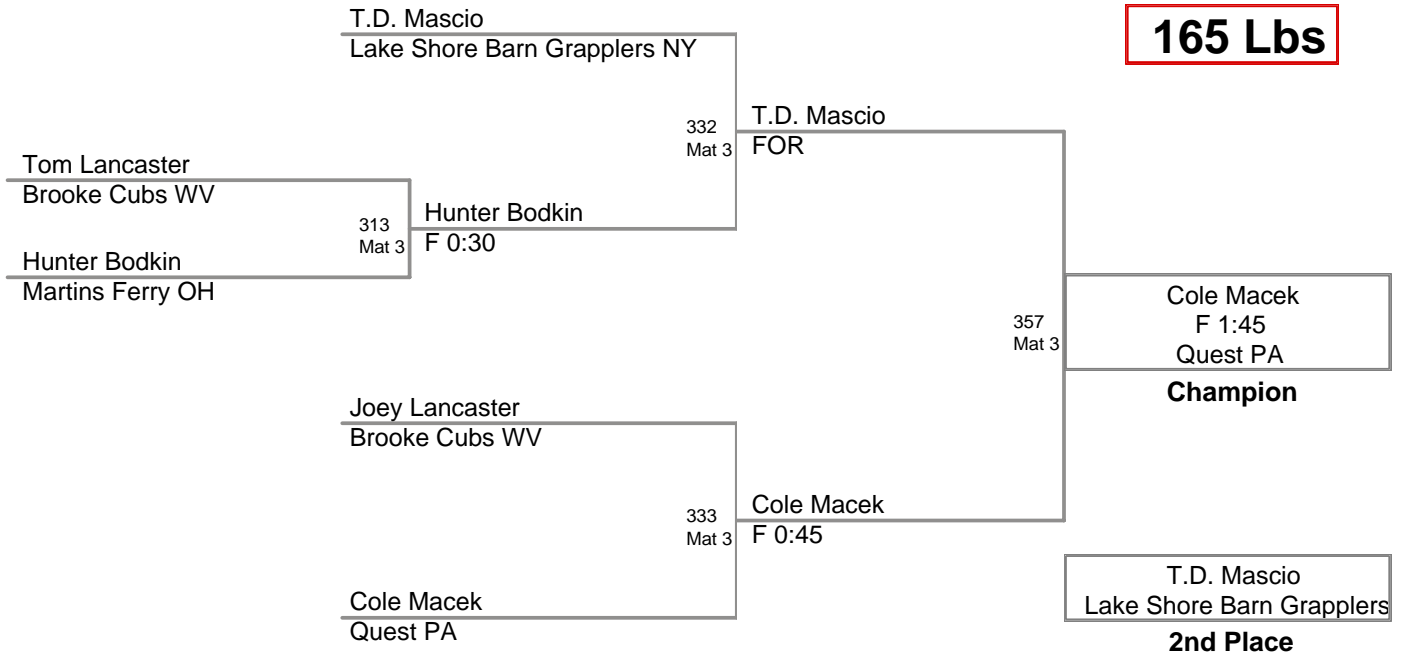 T.D. Mascio
Lake Shore Barn Grapplers NY
165 Lbs
332
Mat 3
T.D. Mascio
FOR
Tom Lancaster
Brooke Cubs WV
313
Mat 3
Hunter Bodkin
F 0:30
Hunter Bodkin
Martins Ferry OH
357
Mat 3
Cole Macek
F 1:45
Quest PA
Champion
Joey Lancaster
Brooke Cubs WV
333
Mat 3
Cole Macek
F 0:45
Cole Macek
Quest PA
T.D. Mascio
Lake Shore Barn Grapplers
2nd Place